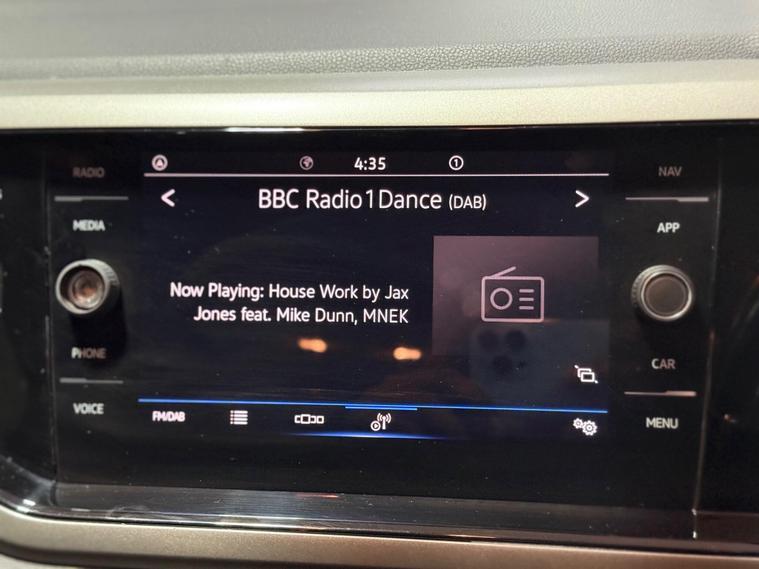 RADIO
MEDIA
PHONE
VOICE
4:35
1
BBC Radio 1 Dance (DAB)
Now Playing: House Work by Jax
Jones feat. Mike Dunn, MNEK
FM/DAB
NAV
APP
CAR
MENU